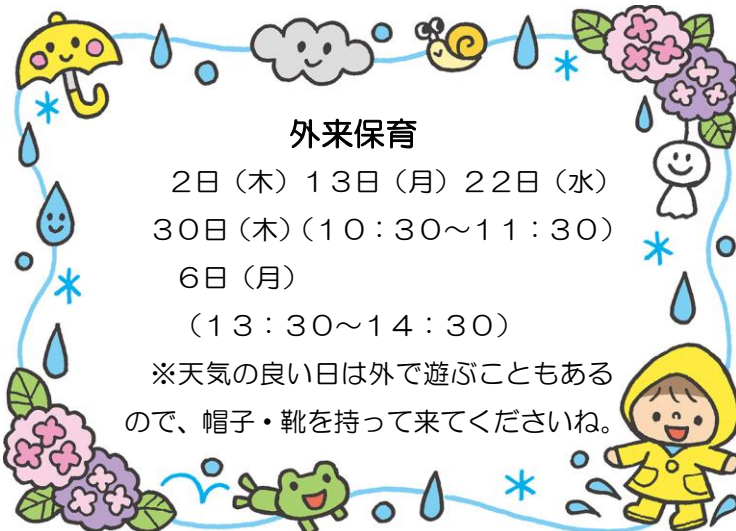 外来保育
２日（木）１３日（月）２２日（水）
３０日（木）（１０：３０～１１：３０）
６日（月）
（１３：３０～１４：３０）
※天気の良い日は外で遊ぶこともある
ので、帽子・靴を持って来てくださいね。